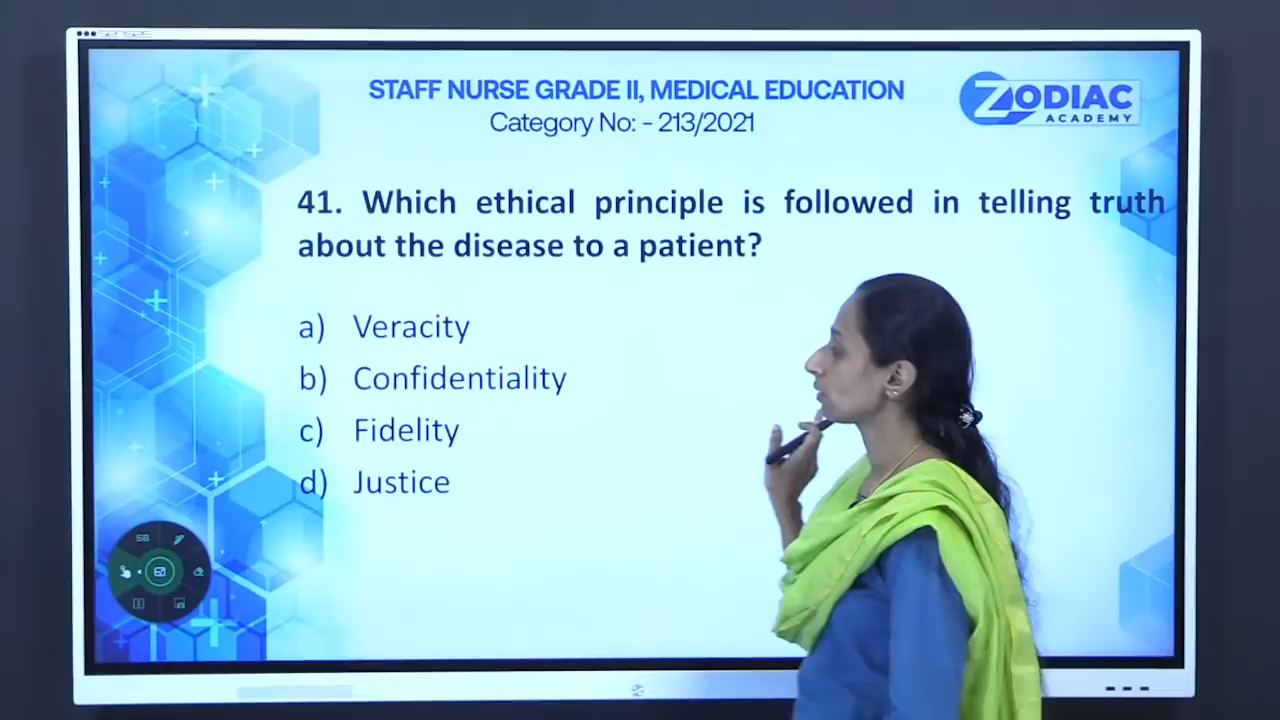 STAFF NURSE GRADE II, MEDICAL EDUCATION
Category No: - 213/2021
ZODIAC
ACADEMY
41. Which ethical principle is followed in telling truth
about the disease to a patient?
a) Veracity
b) Confidentiality
c) Fidelity
d) Justice
SB